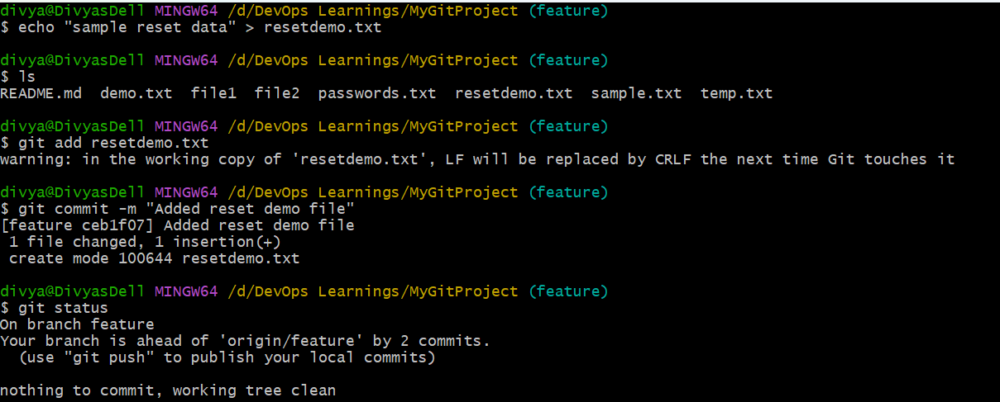 divya@DivyasDell MINGW64 /d/DevOps Learnings/MyGitProject (feature)
$ echo "sample reset data" > resetdemo.txt
divya@DivyasDell MINGW64 /d/DevOps Learnings/MyGitProject (feature)
$ ls
README.md  demo.txt  file1  file2  passwords.txt  resetdemo.txt  sample.txt  temp.txt
divya@DivyasDell MINGW64 /d/DevOps Learnings/MyGitProject (feature)
$ git add resetdemo.txt
warning: in the working copy of 'resetdemo.txt', LF will be replaced by CRLF the next time Git touches it
divya@DivyasDell MINGW64 /d/DevOps Learnings/MyGitProject (feature)
$ git commit -m "Added reset demo file"
[feature ceb1f07] Added reset demo file
 1 file changed, 1 insertion(+)
 create mode 100644 resetdemo.txt
divya@DivyasDell MINGW64 /d/DevOps Learnings/MyGitProject (feature)
$ git status
On branch feature
Your branch is ahead of 'origin/feature' by 2 commits.
  (use "git push" to publish your local commits)
nothing to commit, working tree clean